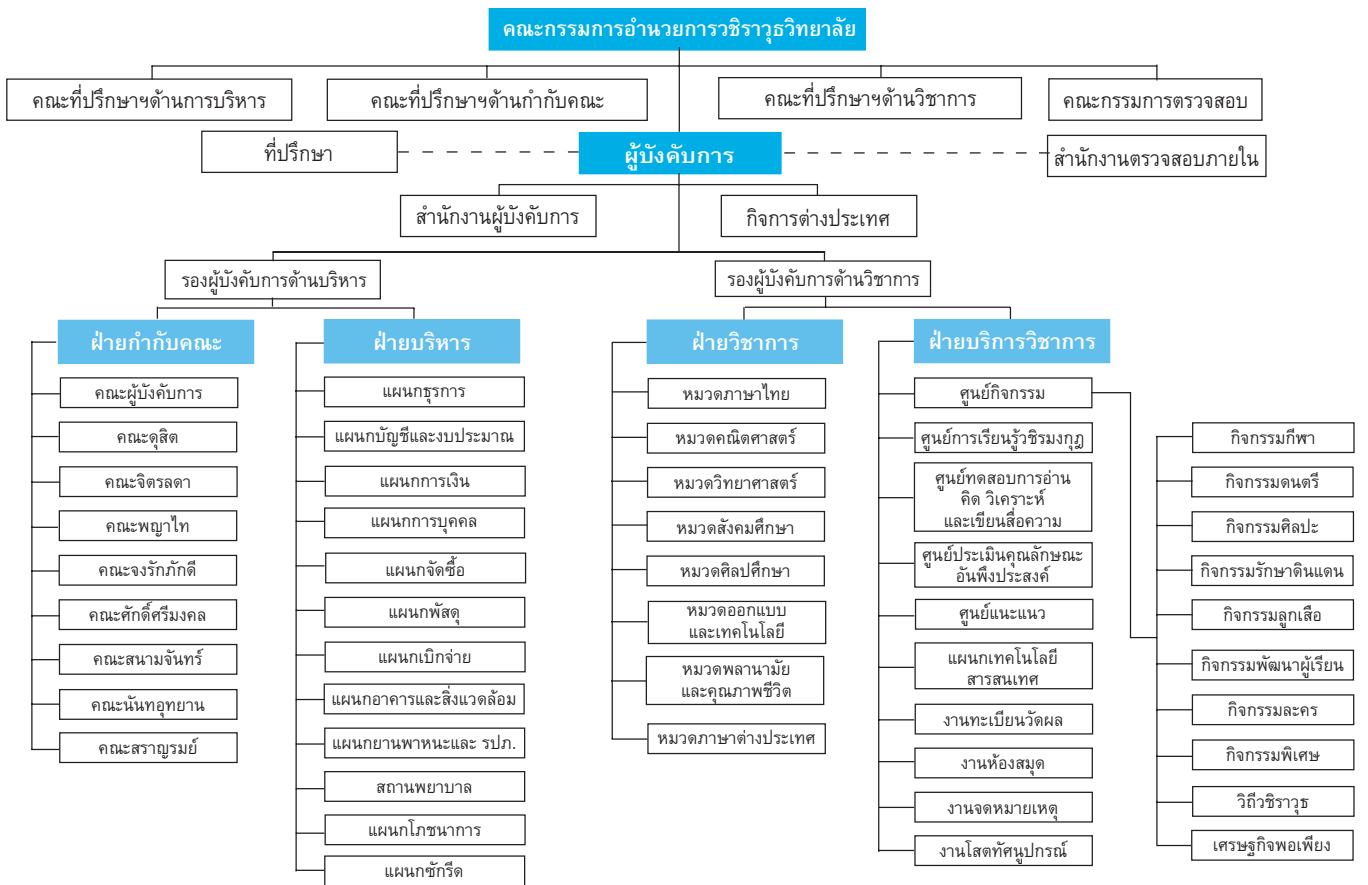 คณะกรรมการอำนวยการวชิราวุธวิทยาลัย
คณะที่ปรึกษาฯด้านการบริหาร
คณะที่ปรึกษาฯด้านกำกับคณะ
คณะที่ปรึกษาฯด้านวิชาการ
คณะกรรมการตรวจสอบ
ที่ปรึกษา
ผู้บังคับการ
สำนักงานตรวจสอบภายใน
สำนักงานผู้บังคับการ
กิจการต่างประเทศ
รองผู้บังคับการด้านบริหาร
รองผู้บังคับการด้านวิชาการ
ฝ่ายกำกับคณะ
คณะผู้บังคับการ
คณะดุสิต
คณะจิตรลดา
คณะพญาไท
คณะจงรักภักดี
คณะศักดิ์ศรีมงคล
คณะสนามจันทร์
คณะนันทอุทยาน
คณะสราญรมย์
ฝ่ายบริหาร
แผนกธุรการ
แผนกบัญชีและงบประมาณ
แผนกการเงิน
แผนกการบุคคล
แผนกจัดซื้อ
แผนกพัสดุ
แผนกเบิกจ่าย
แผนกอาคารและสิ่งแวดล้อม
แผนกยานพาหนะและ รปภ.
สถานพยาบาล
แผนกโภชนาการ
แผนกซักรีด
ฝ่ายวิชาการ
หมวดภาษาไทย
หมวดคณิตศาสตร์
หมวดวิทยาศาสตร์
หมวดสังคมศึกษา
หมวดศิลปศึกษา
หมวดออกแบบ
และเทคโนโลยี
หมวดพลานามัย
และคุณภาพชีวิต
หมวดภาษาต่างประเทศ
ฝ่ายบริการวิชาการ
ศูนย์กิจกรรม
ศูนย์การเรียนรู้วชิรมงกุฎ
ศูนย์ทดสอบการอ่าน
คิด วิเคราะห์
และเขียนสื่อความ
ศูนย์ประเมินคุณลักษณะ
อันพึงประสงค์
ศูนย์แนะแนว
แผนกเทคโนโลยี
สารสนเทศ
งานทะเบียนวัดผล
งานห้องสมุด
งานจดหมายเหตุ
งานโสตทัศนูปกรณ์
กิจกรรมกีฬา
กิจกรรมดนตรี
กิจกรรมศิลปะ
กิจกรรมรักษาดินแดน
กิจกรรมลูกเสือ
กิจกรรมพัฒนาผู้เรียน
กิจกรรมละคร
กิจกรรมพิเศษ
วิถีวชิราวุธ
เศรษฐกิจพอเพียง